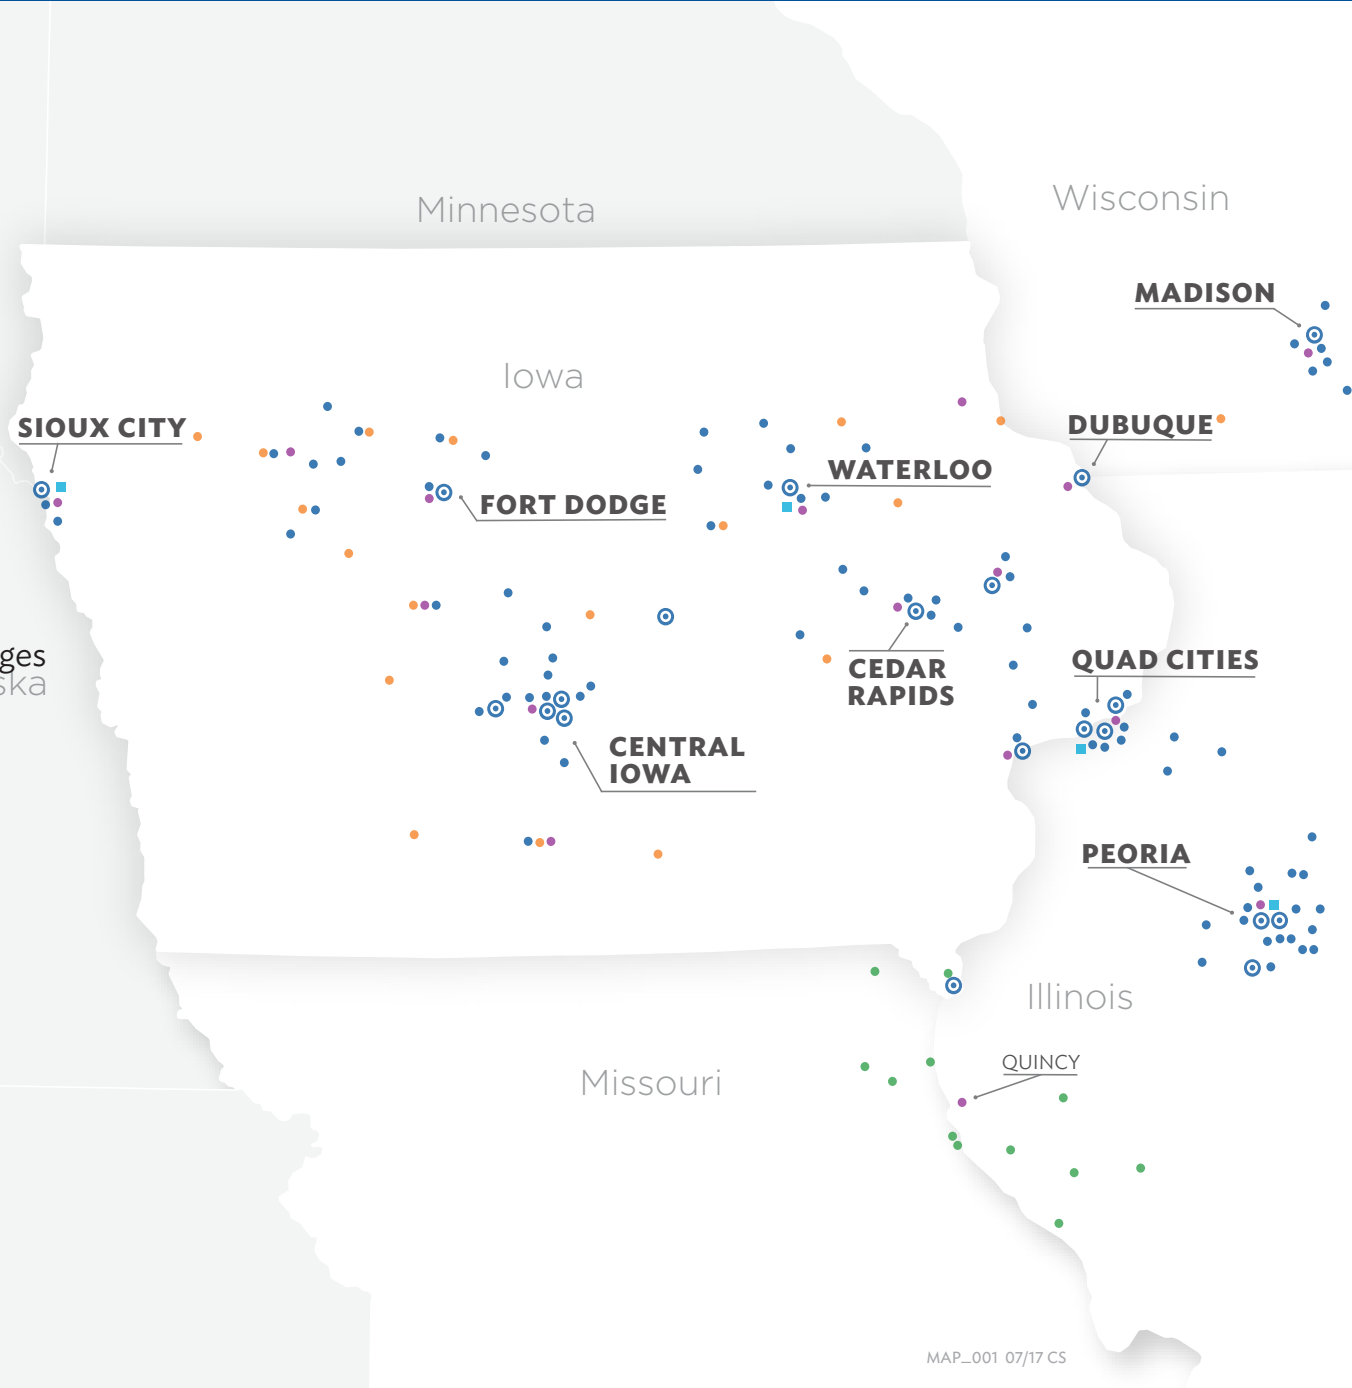 Minnesota
Wisconsin
MADISON
Iowa
SIOUX CITY
DUBUQUE
WATERLOO
FORT DODGE
ges
ska
CEDAR
RAPIDS
QUAD CITIES
CENTRAL
IOWA
PEORIA
Illinois
QUINCY
Missouri
MAP_001 07/17 CS